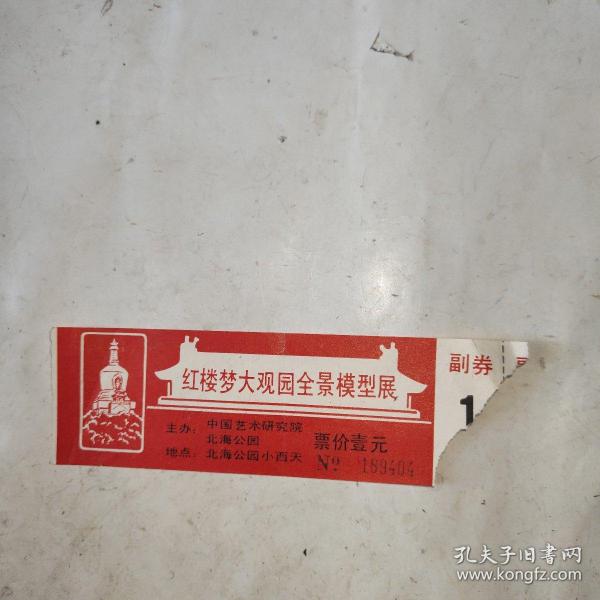 红楼梦大观园全景模型展
主办：中国艺术研究院
北海公园
地点：北海公园小西天
票价壹元
№ 189404
副券
1
孔夫子旧书网
www.kongfz.com